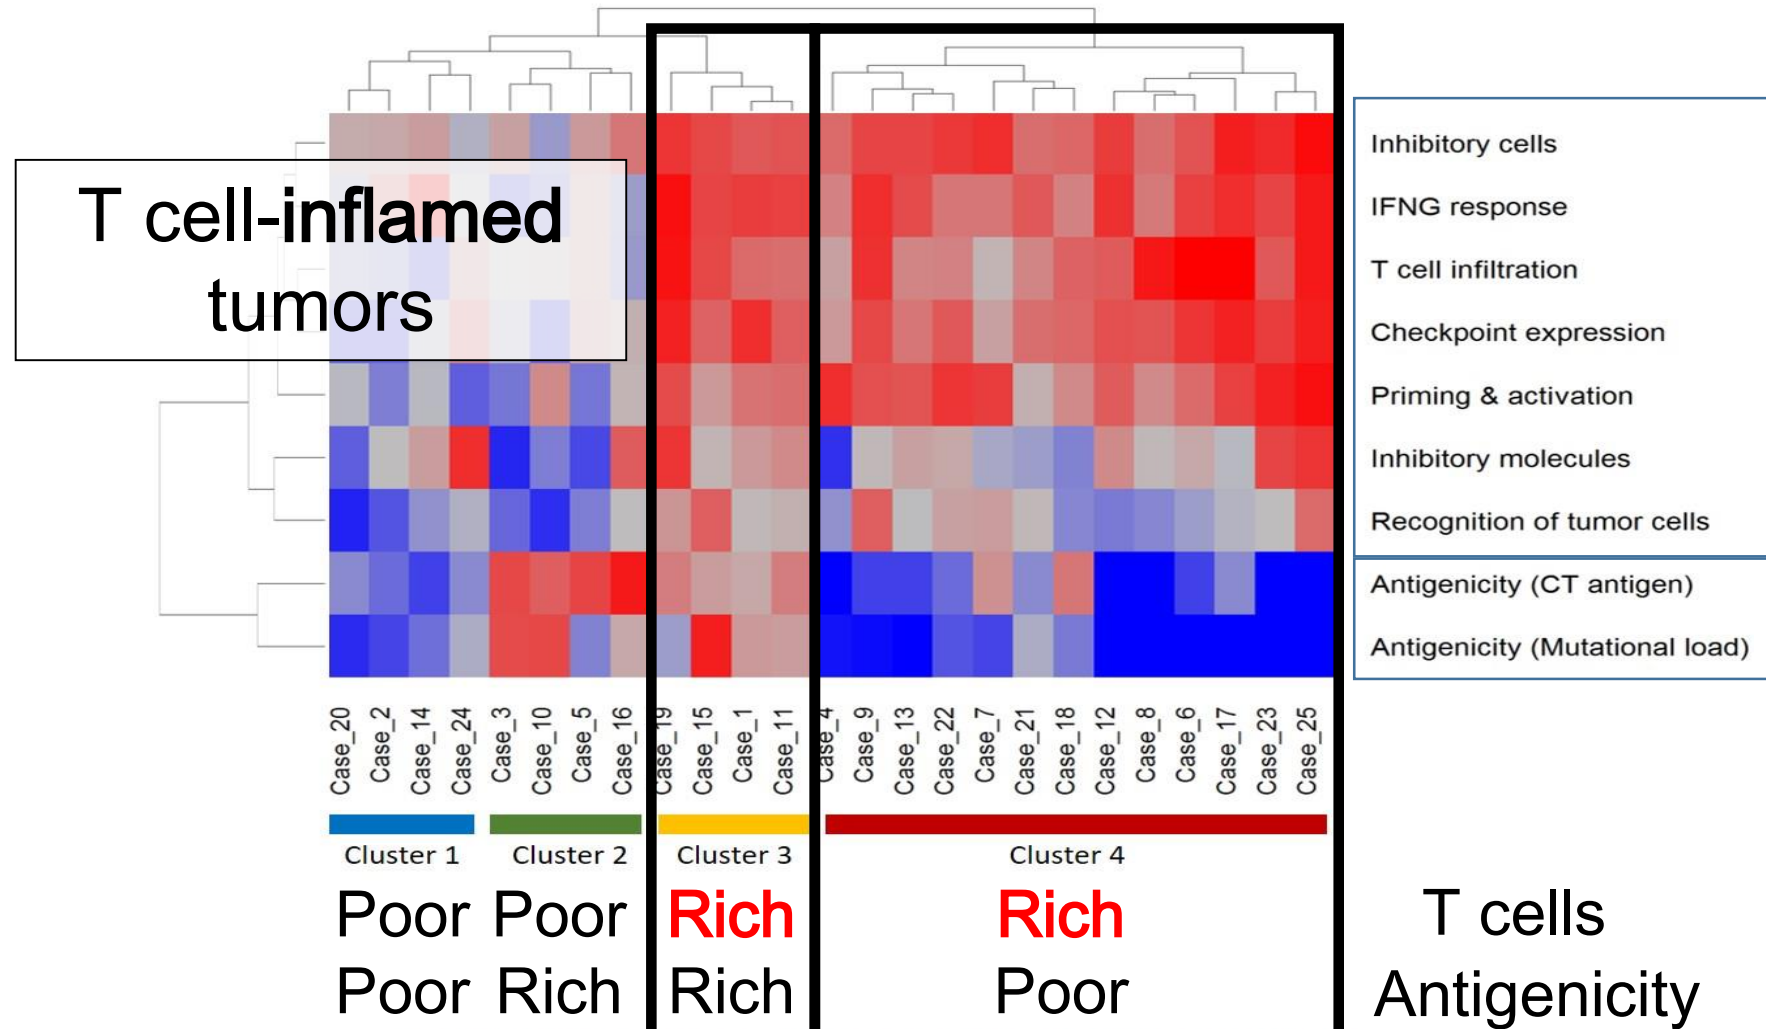 T cell-inflamed
tumors
Inhibitory cells
IFNG response
T cell infiltration
Checkpoint expression
Priming & activation
Inhibitory molecules
Recognition of tumor cells
Antigenicity (CT antigen)
Antigenicity (Mutational load)
Case_20
Case_2
Case_14
Case_24
Case_3
Case_10
Case_5
Case_16
Case_19
Case_15
Case_1
Case_11
Case_4
Case_9
Case_13
Case_22
Case_7
Case_21
Case_18
Case_12
Case_8
Case_6
Case_17
Case_23
Case_25
Cluster 1 Cluster 2 Cluster 3 Cluster 4
Poor Poor Rich Rich T cells
Poor Rich Rich Poor Antigenicity